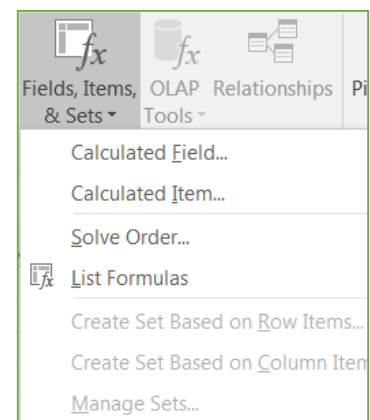 Fields, Items, OLAP Relationships Pi
& Sets Tools
Calculated Field...
Calculated Item...
Solve Order...
fx List Formulas
Create Set Based on Row Items...
Create Set Based on Column Item
Manage Sets...